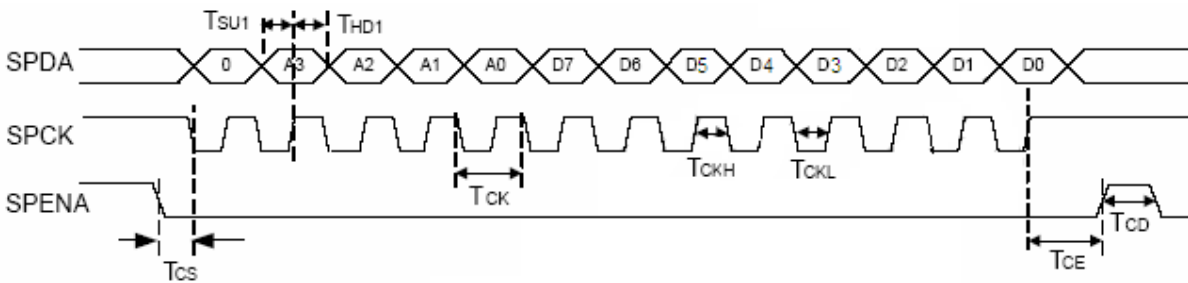 TSU1 THD1
SPDA 0 A3 A2 A1 A0 D7 D6 D5 D4 D3 D2 D1 D0
SPCK
TCK TCKH TCKL
SPENA
TCS TCE TCD